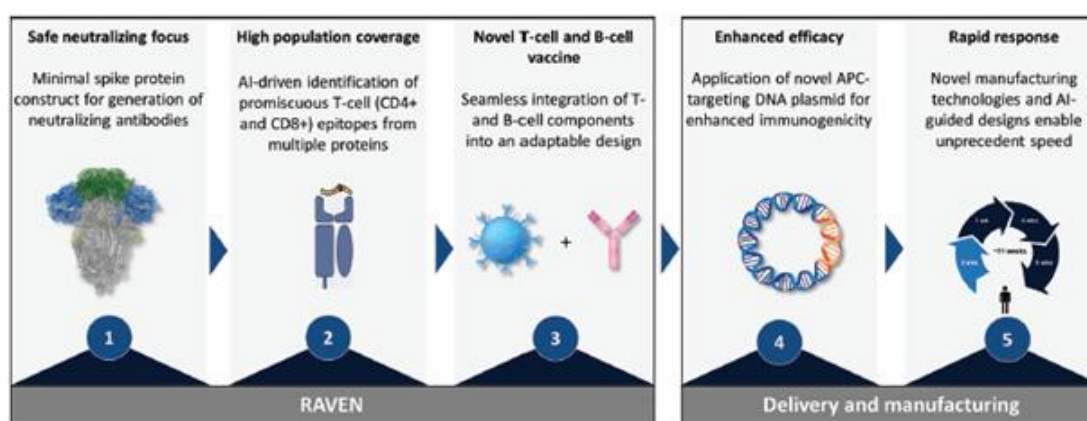 Safe neutralizing focus
Minimal spike protein
construct for generation of
neutralizing antibodies
1
High population coverage
AI-driven identification of
promiscuous T-cell (CD4+
and CD8+) epitopes from
multiple proteins
2
Novel T-cell and B-cell
vaccine
Seamless integration of T-
and B-cell components
into an adaptable design
+
3
RAVEN
Enhanced efficacy
Application of novel APC-
targeting DNA plasmid for
enhanced immunogenicity
4
Rapid response
Novel manufacturing
technologies and AI-
guided designs enable
unprecedent speed
weeks
5
Delivery and manufacturing